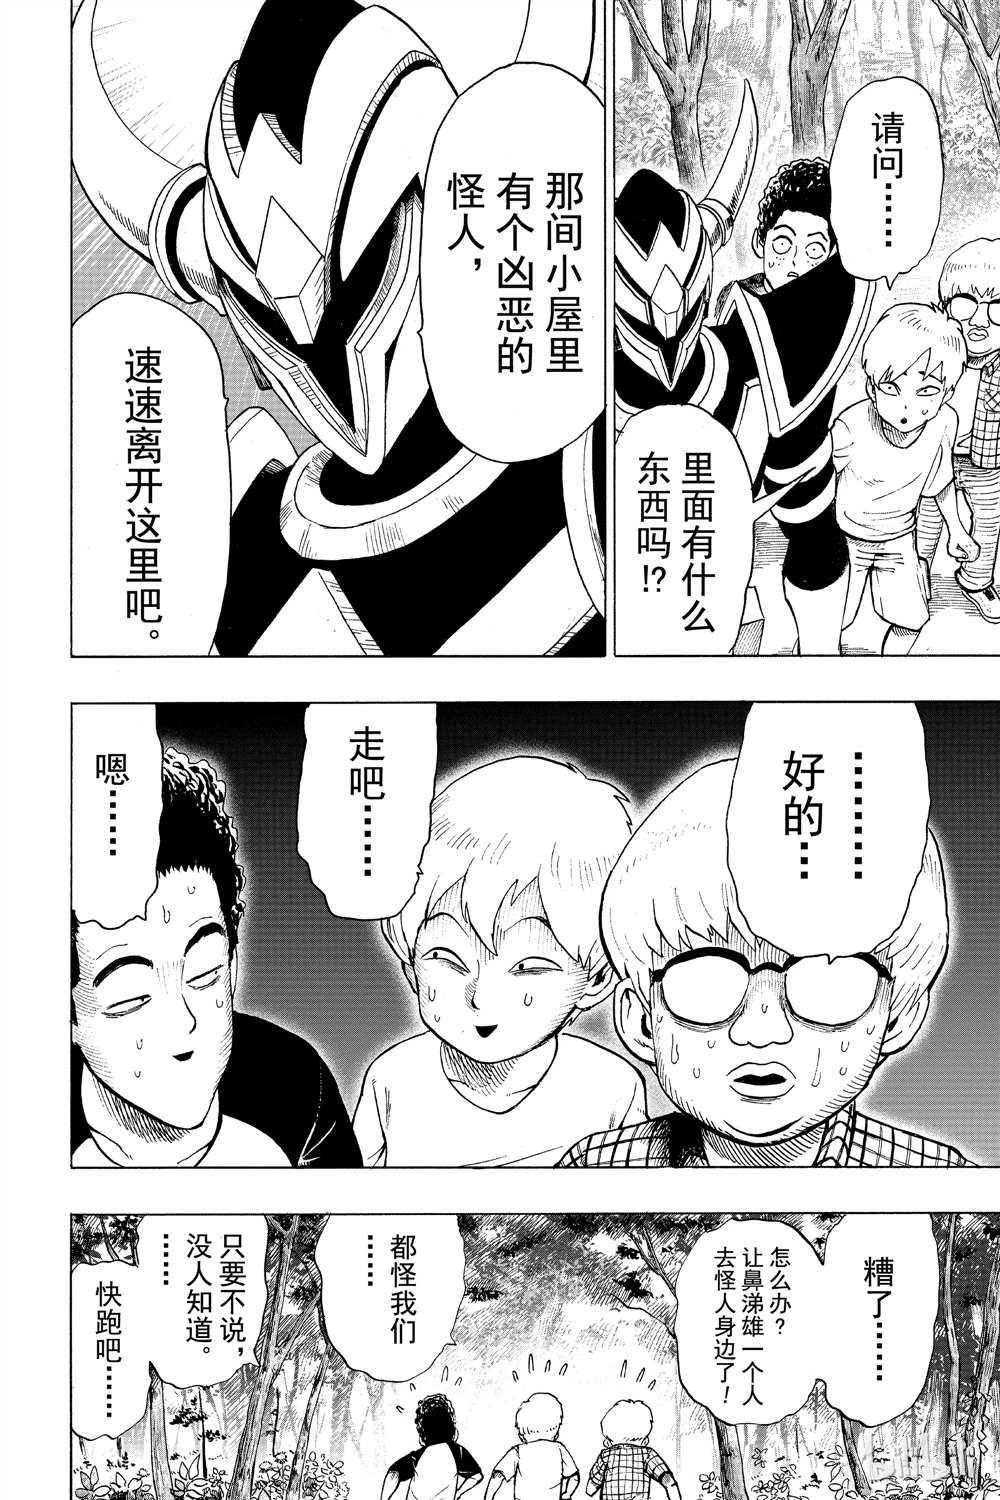 请问……
里面有什么
东西吗!?
那间小屋里
有个凶恶的
怪人，
速速离开这里吧。
………
好的…
走吧……
嗯……
糟了……
怎么办？
让鼻涕雄一个人
去怪人身边了！
都怪我们
……
只要不说，
没人知道。
……
快跑吧……